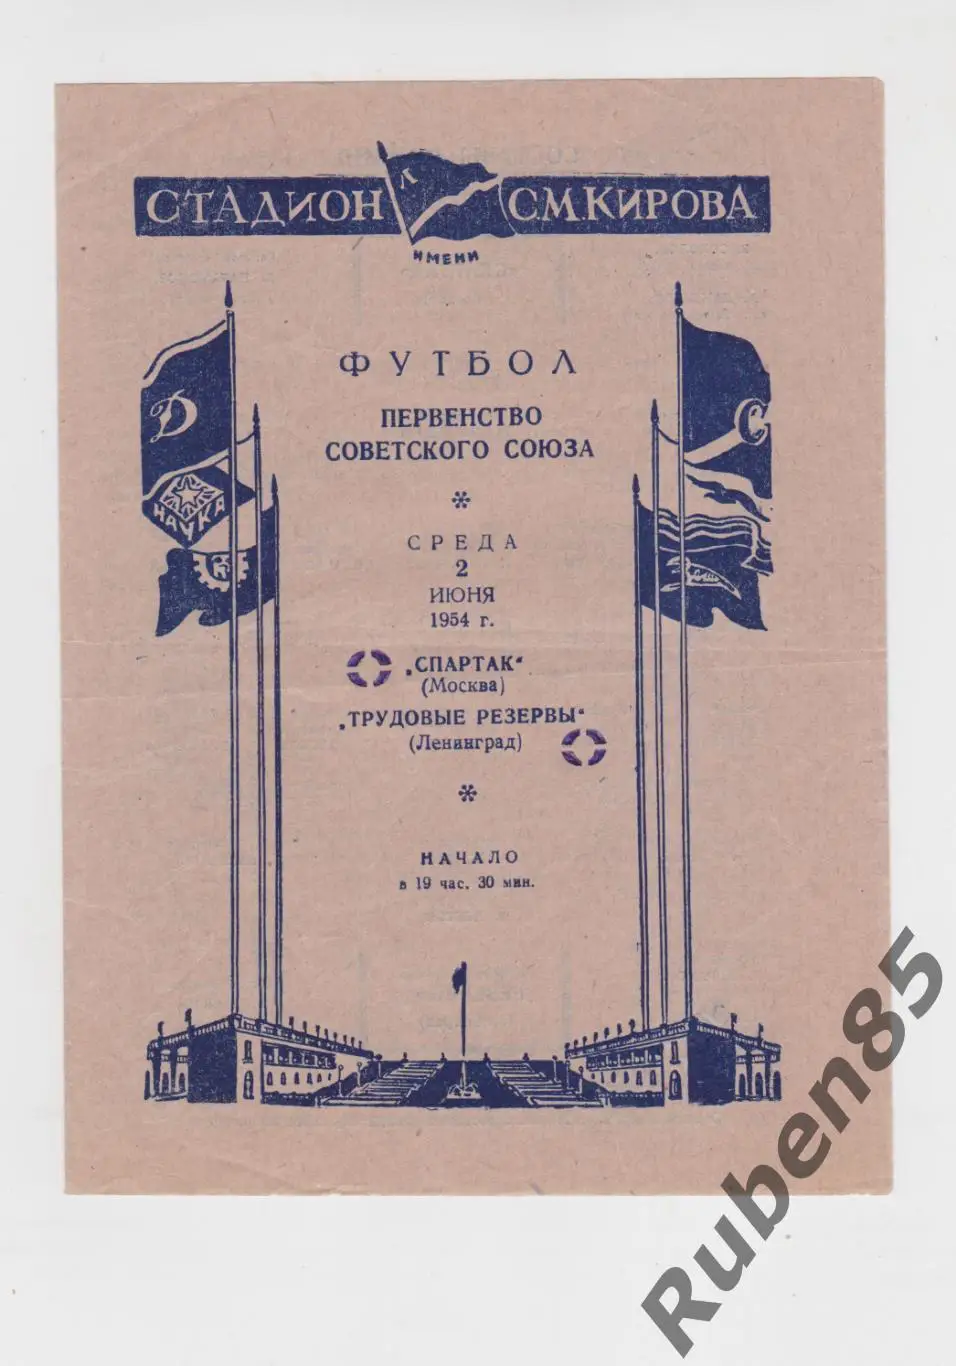 СТАДИОН Л С.М.КИРОВА
ИМЕНИ
ФУТБОЛ
ПЕРВЕНСТВО
СОВЕТСКОГО СОЮЗА
Д
С
НАУКА
СРЕДА
2
ИЮНЯ
1954 г.
„СПАРТАК“
(Москва)
„ТРУДОВЫЕ РЕЗЕРВЫ“
(Ленинград)
НАЧАЛО
в 19 час. 30 мин.
Ruben85